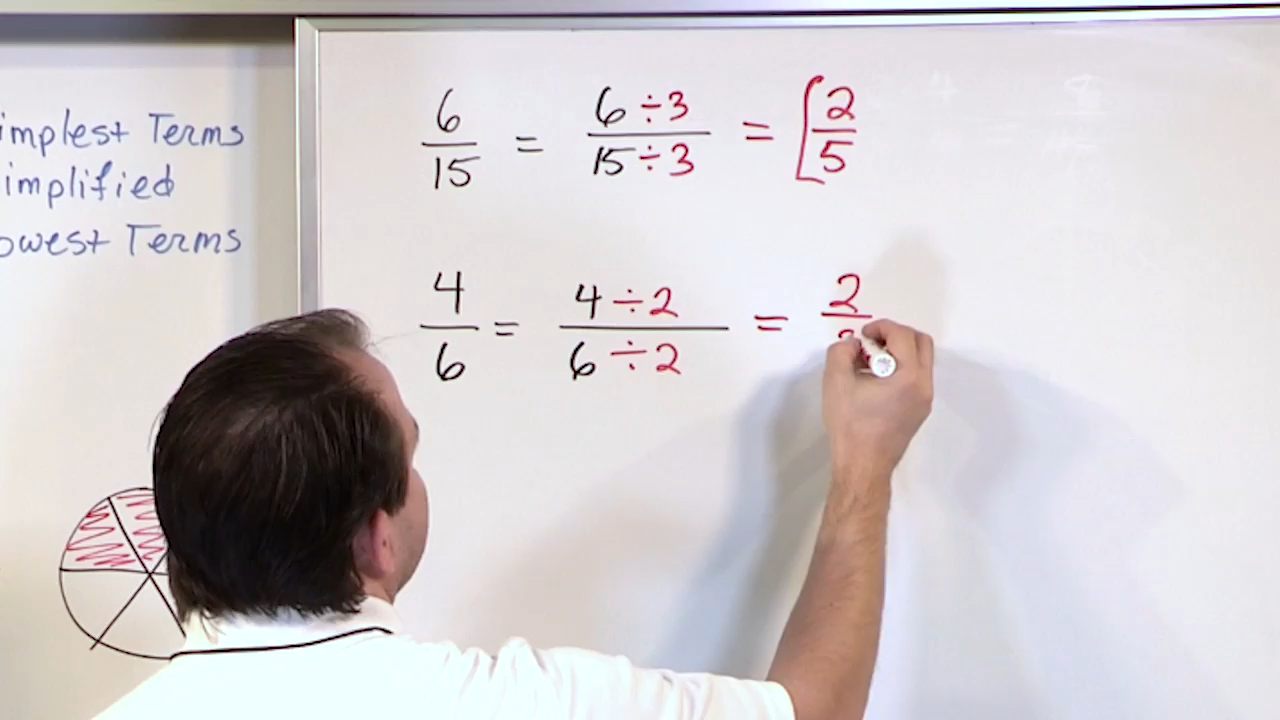 implest Terms
implified
owest Terms
6/15 = 6 ÷3/15 ÷3 = [2/5
4/6 = 4 ÷2/6 ÷2 = 2/